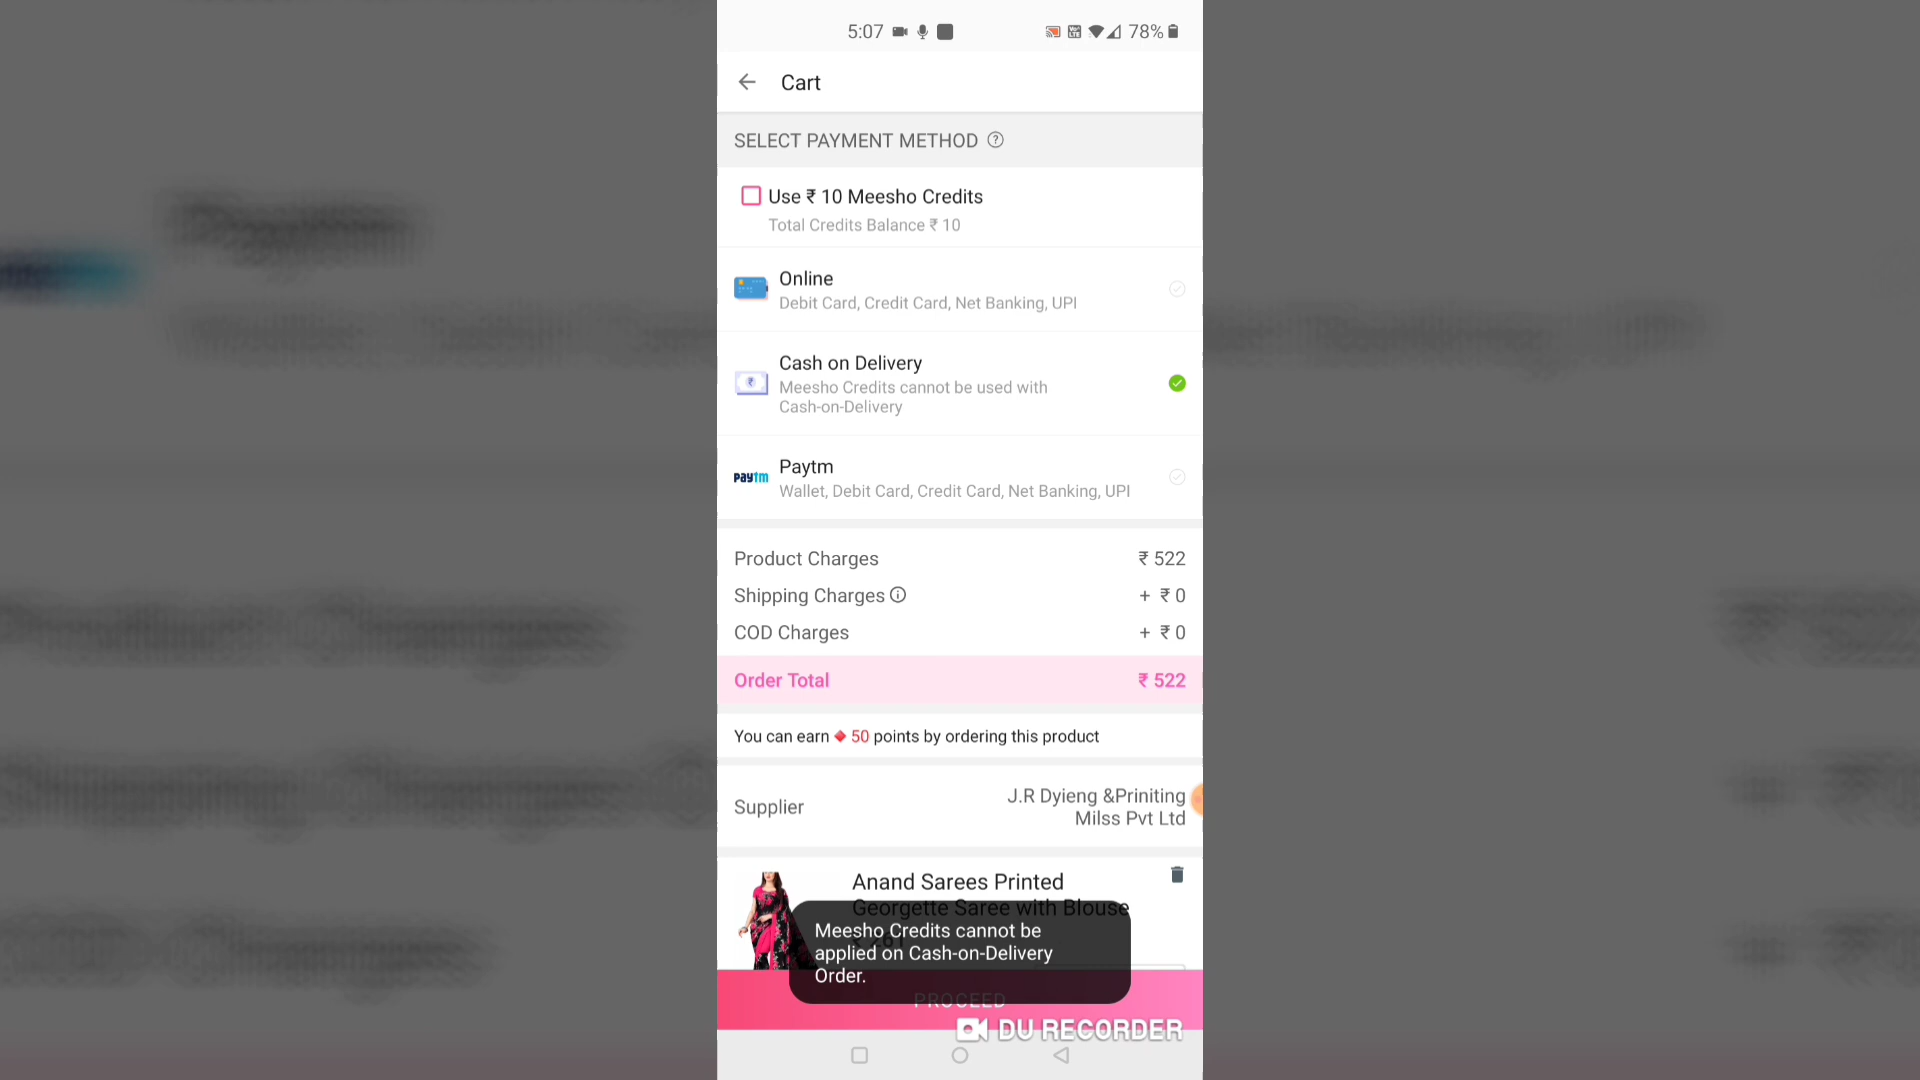 5:07 78%
Cart
SELECT PAYMENT METHOD ?
Use ₹ 10 Meesho Credits
Total Credits Balance ₹ 10
Online
Debit Card, Credit Card, Net Banking, UPI
Cash on Delivery
Meesho Credits cannot be used with
Cash-on-Delivery
paytm
Paytm
Wallet, Debit Card, Credit Card, Net Banking, UPI
Product Charges ₹ 522
Shipping Charges + ₹ 0
COD Charges + ₹ 0
Order Total ₹ 522
You can earn 50 points by ordering this product
Supplier
J.R Dyieng &Priniting
Milss Pvt Ltd
Anand Sarees Printed
Georgette Saree with Blouse
₹ 261
Meesho Credits cannot be
applied on Cash-on-Delivery
Order.
PROCEED
DU RECORDER